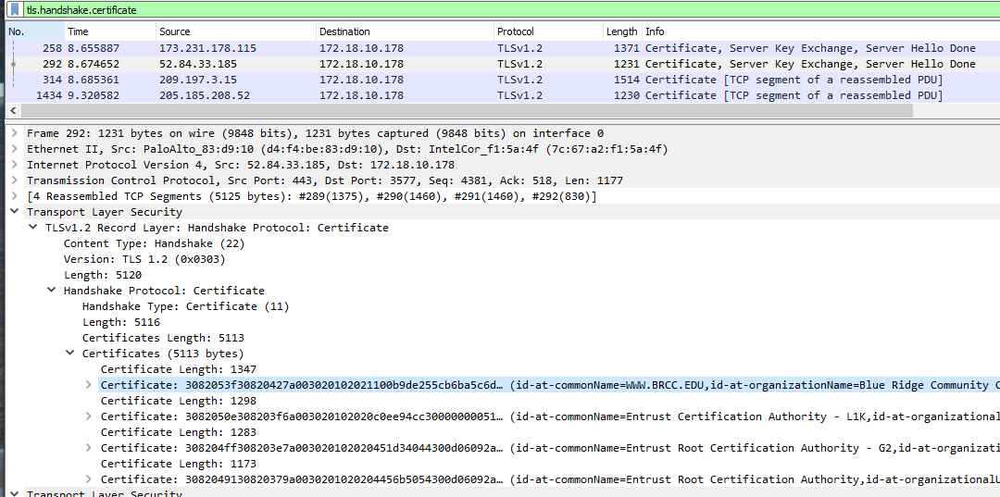 tls.handshake.certificate
No. Time Source Destination Protocol Length Info
258 8.655887 173.231.178.115 172.18.10.178 TLSv1.2 1371 Certificate, Server Key Exchange, Server Hello Done
292 8.674652 52.84.33.185 172.18.10.178 TLSv1.2 1231 Certificate, Server Key Exchange, Server Hello Done
314 8.685361 209.197.3.15 172.18.10.178 TLSv1.2 1514 Certificate [TCP segment of a reassembled PDU]
1434 9.320582 205.185.208.52 172.18.10.178 TLSv1.2 1230 Certificate [TCP segment of a reassembled PDU]
Frame 292: 1231 bytes on wire (9848 bits), 1231 bytes captured (9848 bits) on interface 0
Ethernet II, Src: PaloAlto_83:d9:10 (d4:f4:be:83:d9:10), Dst: IntelCor_f1:5a:4f (7c:67:a2:f1:5a:4f)
Internet Protocol Version 4, Src: 52.84.33.185, Dst: 172.18.10.178
Transmission Control Protocol, Src Port: 443, Dst Port: 3577, Seq: 4381, Ack: 518, Len: 1177
[4 Reassembled TCP Segments (5125 bytes): #289(1375), #290(1460), #291(1460), #292(830)]
Transport Layer Security
TLSv1.2 Record Layer: Handshake Protocol: Certificate
Content Type: Handshake (22)
Version: TLS 1.2 (0x0303)
Length: 5120
Handshake Protocol: Certificate
Handshake Type: Certificate (11)
Length: 5116
Certificates Length: 5113
Certificates (5113 bytes)
Certificate Length: 1347
Certificate: 3082053f30820427a003020102021100b9de255cb6ba5c6d… (id-at-commonName=WWW.BRCC.EDU,id-at-organizationName=Blue Ridge Community C
Certificate Length: 1298
Certificate: 3082050e308203f6a003020102020c0ee94cc30000000051… (id-at-commonName=Entrust Certification Authority - L1K,id-at-organizational
Certificate Length: 1283
Certificate: 308204ff308203e7a003020102020451d34044300d06092a… (id-at-commonName=Entrust Root Certification Authority - G2,id-at-organizati
Certificate Length: 1173
Certificate: 3082049130820379a0030201020204456b5054300d06092a… (id-at-commonName=Entrust Root Certification Authority,id-at-organizationalU
Transport Layer Security